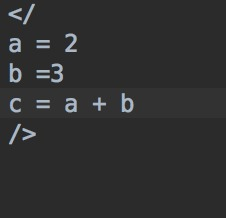 </
a = 2
b =3
c = a + b
/>